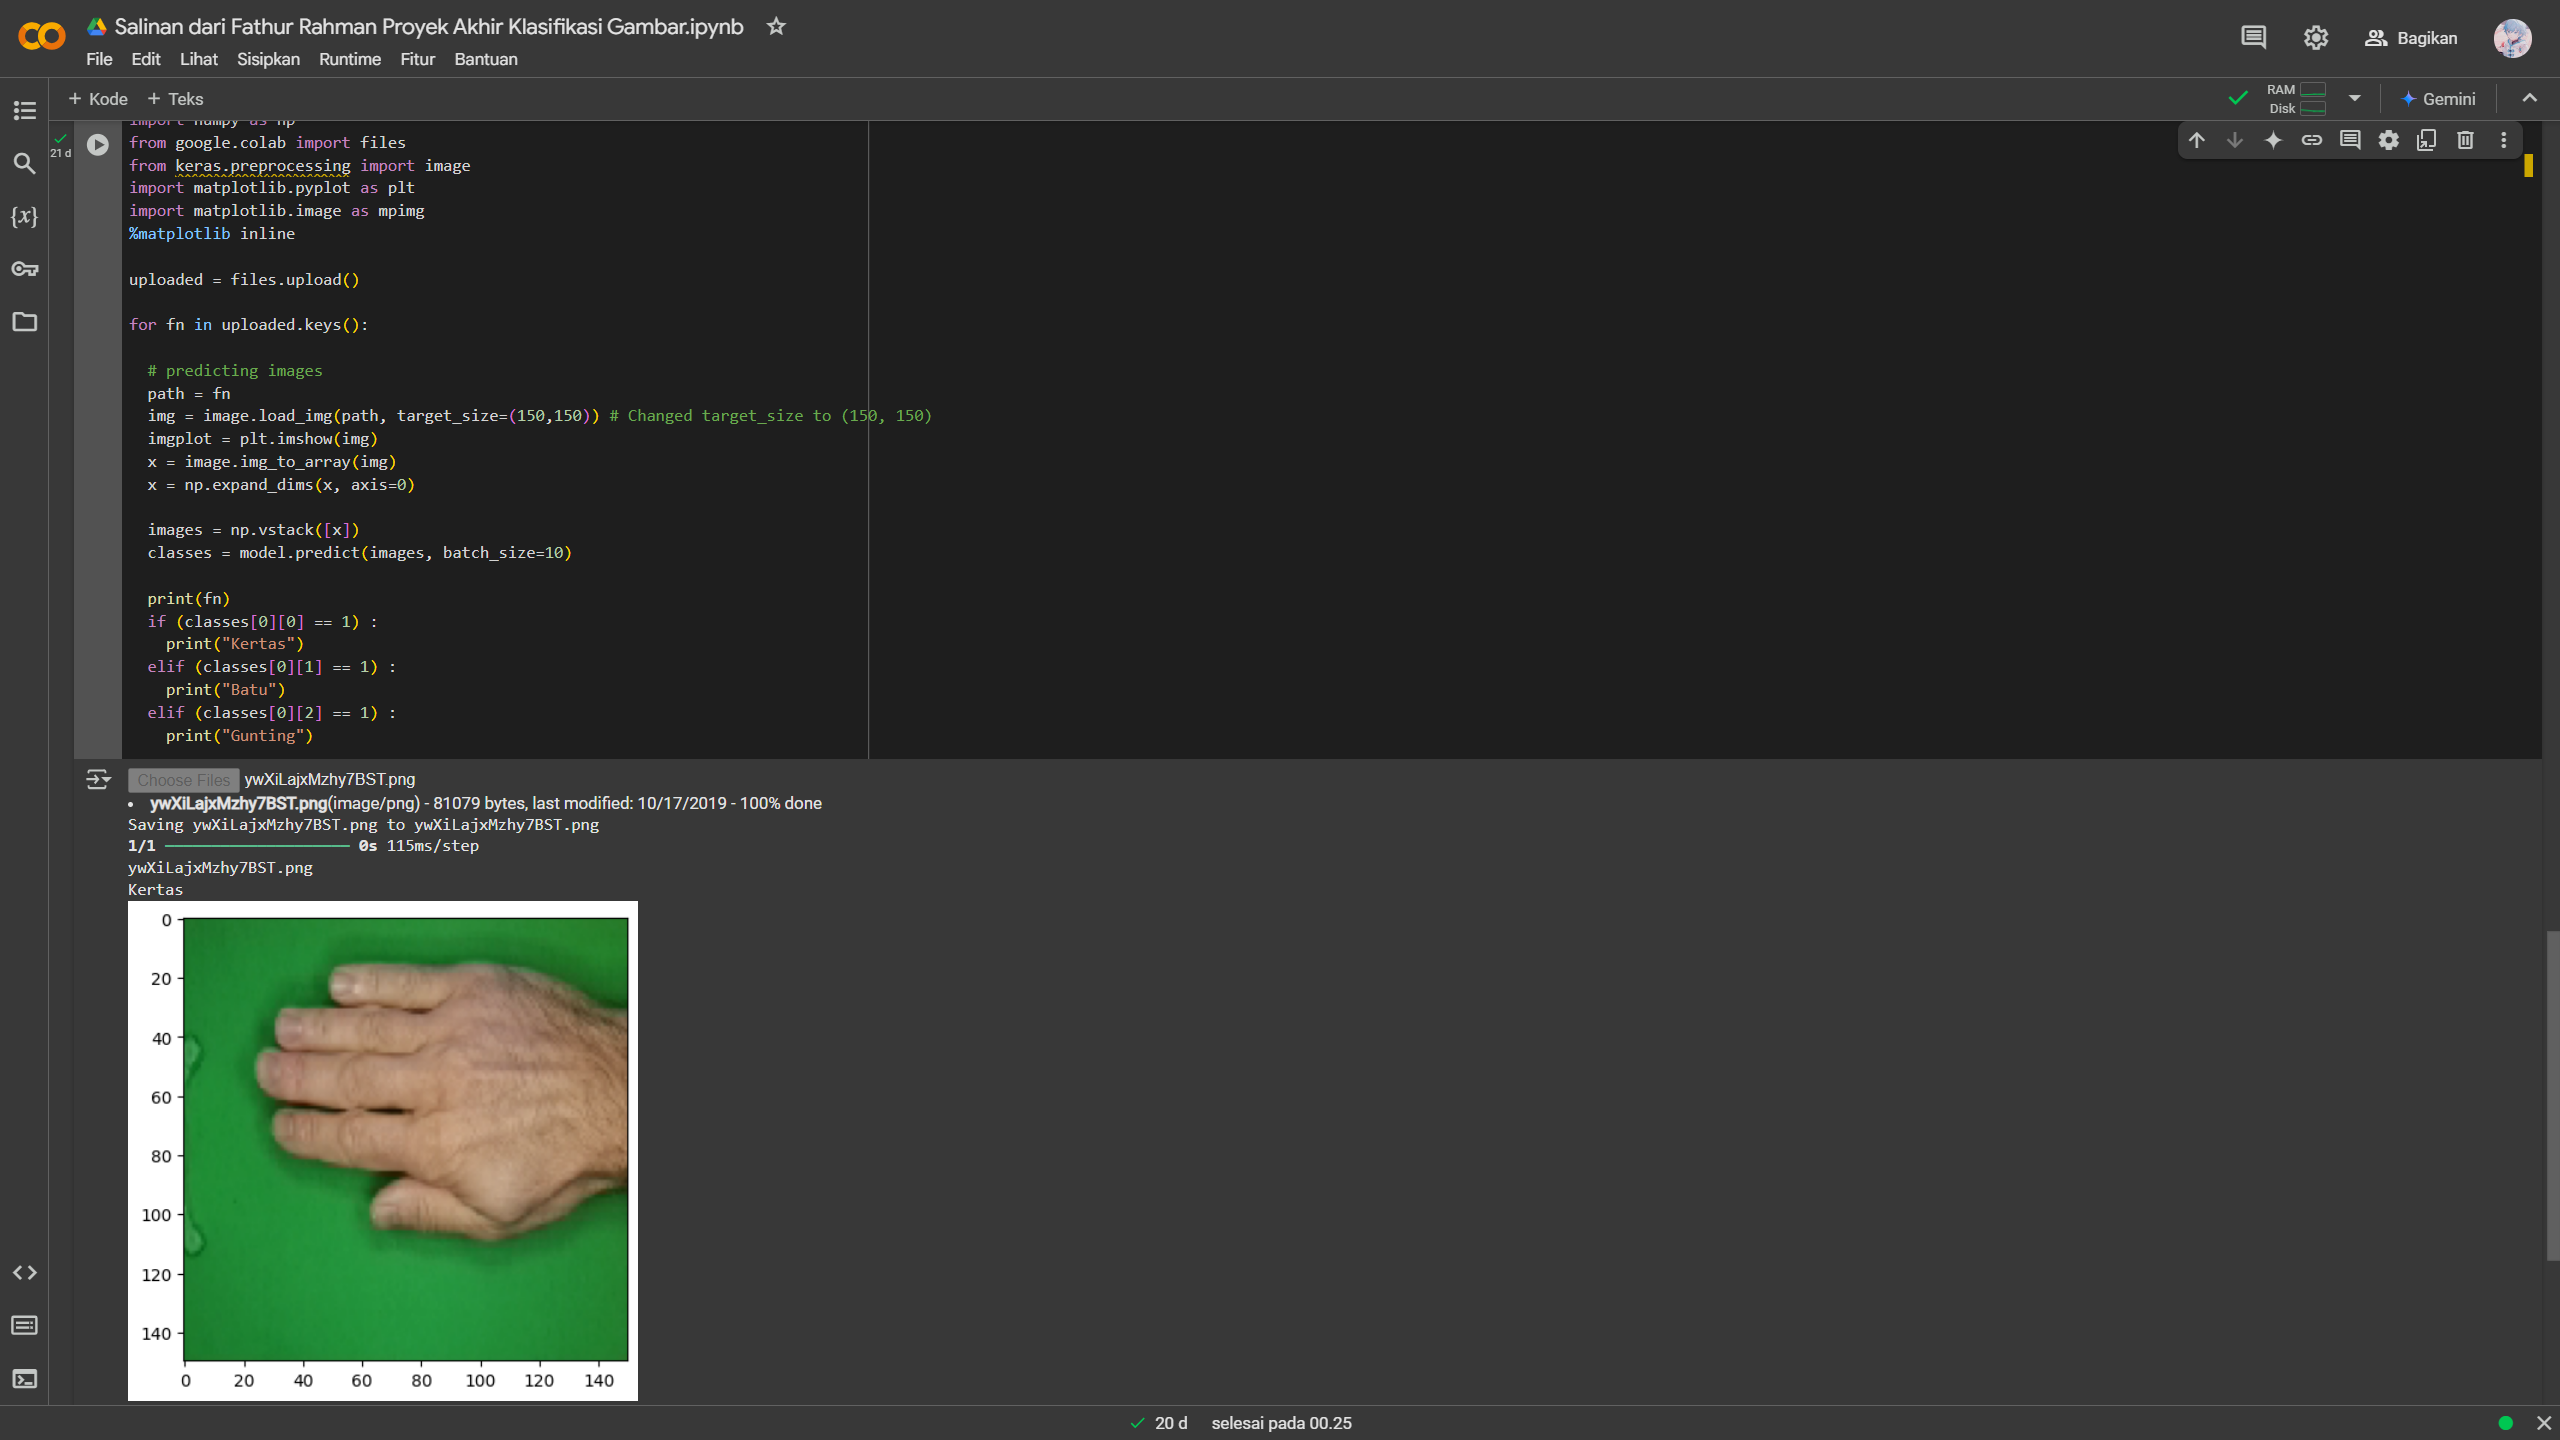 Salinan dari Fathur Rahman Proyek Akhir Klasifikasi Gambar.ipynb
File Edit Lihat Sisipkan Runtime Fitur Bantuan
Bagikan
+ Kode + Teks
RAM
Disk
Gemini
21 d
import numpy as np
from google.colab import files
from keras.preprocessing import image
import matplotlib.pyplot as plt
import matplotlib.image as mpimg
%matplotlib inline
uploaded = files.upload()
for fn in uploaded.keys():
# predicting images
path = fn
img = image.load_img(path, target_size=(150,150)) # Changed target_size to (150, 150)
imgplot = plt.imshow(img)
x = image.img_to_array(img)
x = np.expand_dims(x, axis=0)
images = np.vstack([x])
classes = model.predict(images, batch_size=10)
print(fn)
if (classes[0][0] == 1) :
print("Kertas")
elif (classes[0][1] == 1) :
print("Batu")
elif (classes[0][2] == 1) :
print("Gunting")
Choose Files ywXiLajxMzhy7BST.png
• ywXiLajxMzhy7BST.png(image/png) - 81079 bytes, last modified: 10/17/2019 - 100% done
Saving ywXiLajxMzhy7BST.png to ywXiLajxMzhy7BST.png
1/1 0s 115ms/step
ywXiLajxMzhy7BST.png
Kertas
0
20
40
60
80
100
120
140
0 20 40 60 80 100 120 140
20 d selesai pada 00.25